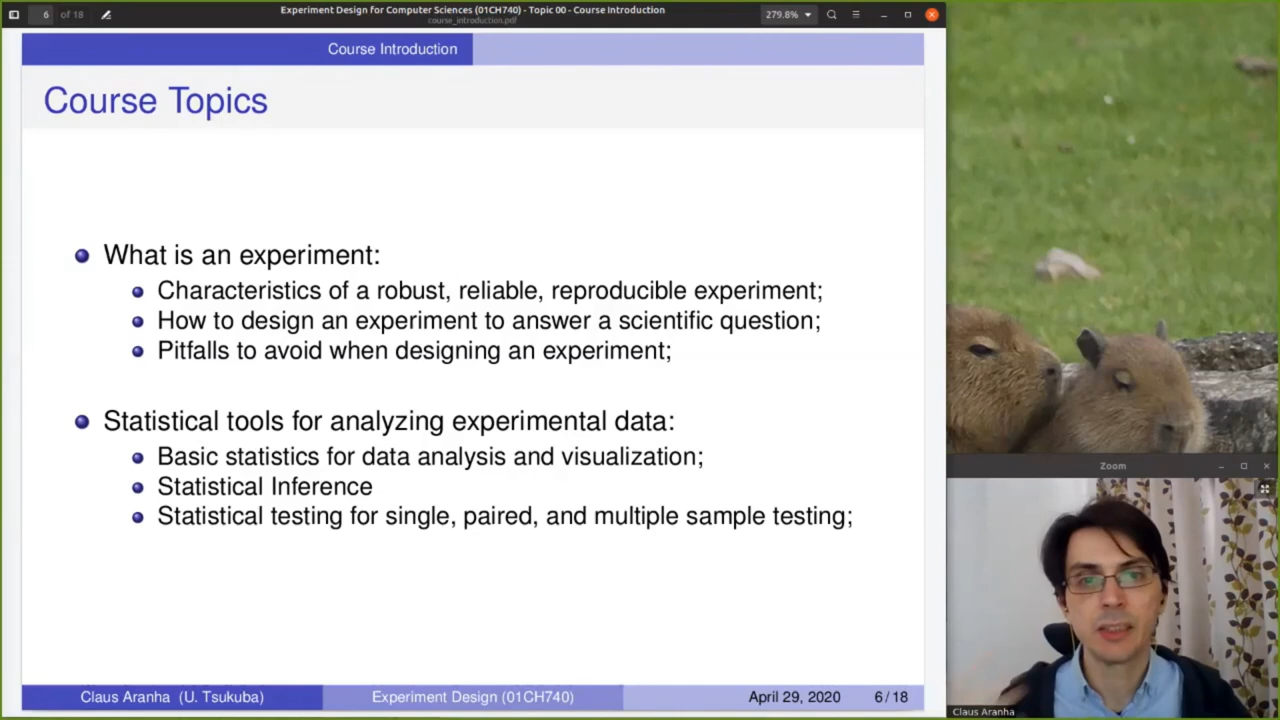 Experiment Design for Computer Sciences (01CH740) - Topic 00 - Course Introduction
course_introduction.pdf
6 of 18
279.8%
Course Introduction
Course Topics
What is an experiment:
Characteristics of a robust, reliable, reproducible experiment;
How to design an experiment to answer a scientific question;
Pitfalls to avoid when designing an experiment;
Statistical tools for analyzing experimental data:
Basic statistics for data analysis and visualization;
Statistical Inference
Statistical testing for single, paired, and multiple sample testing;
Claus Aranha (U. Tsukuba)
Experiment Design (01CH740)
April 29, 2020
6 / 18
Zoom
Claus Aranha